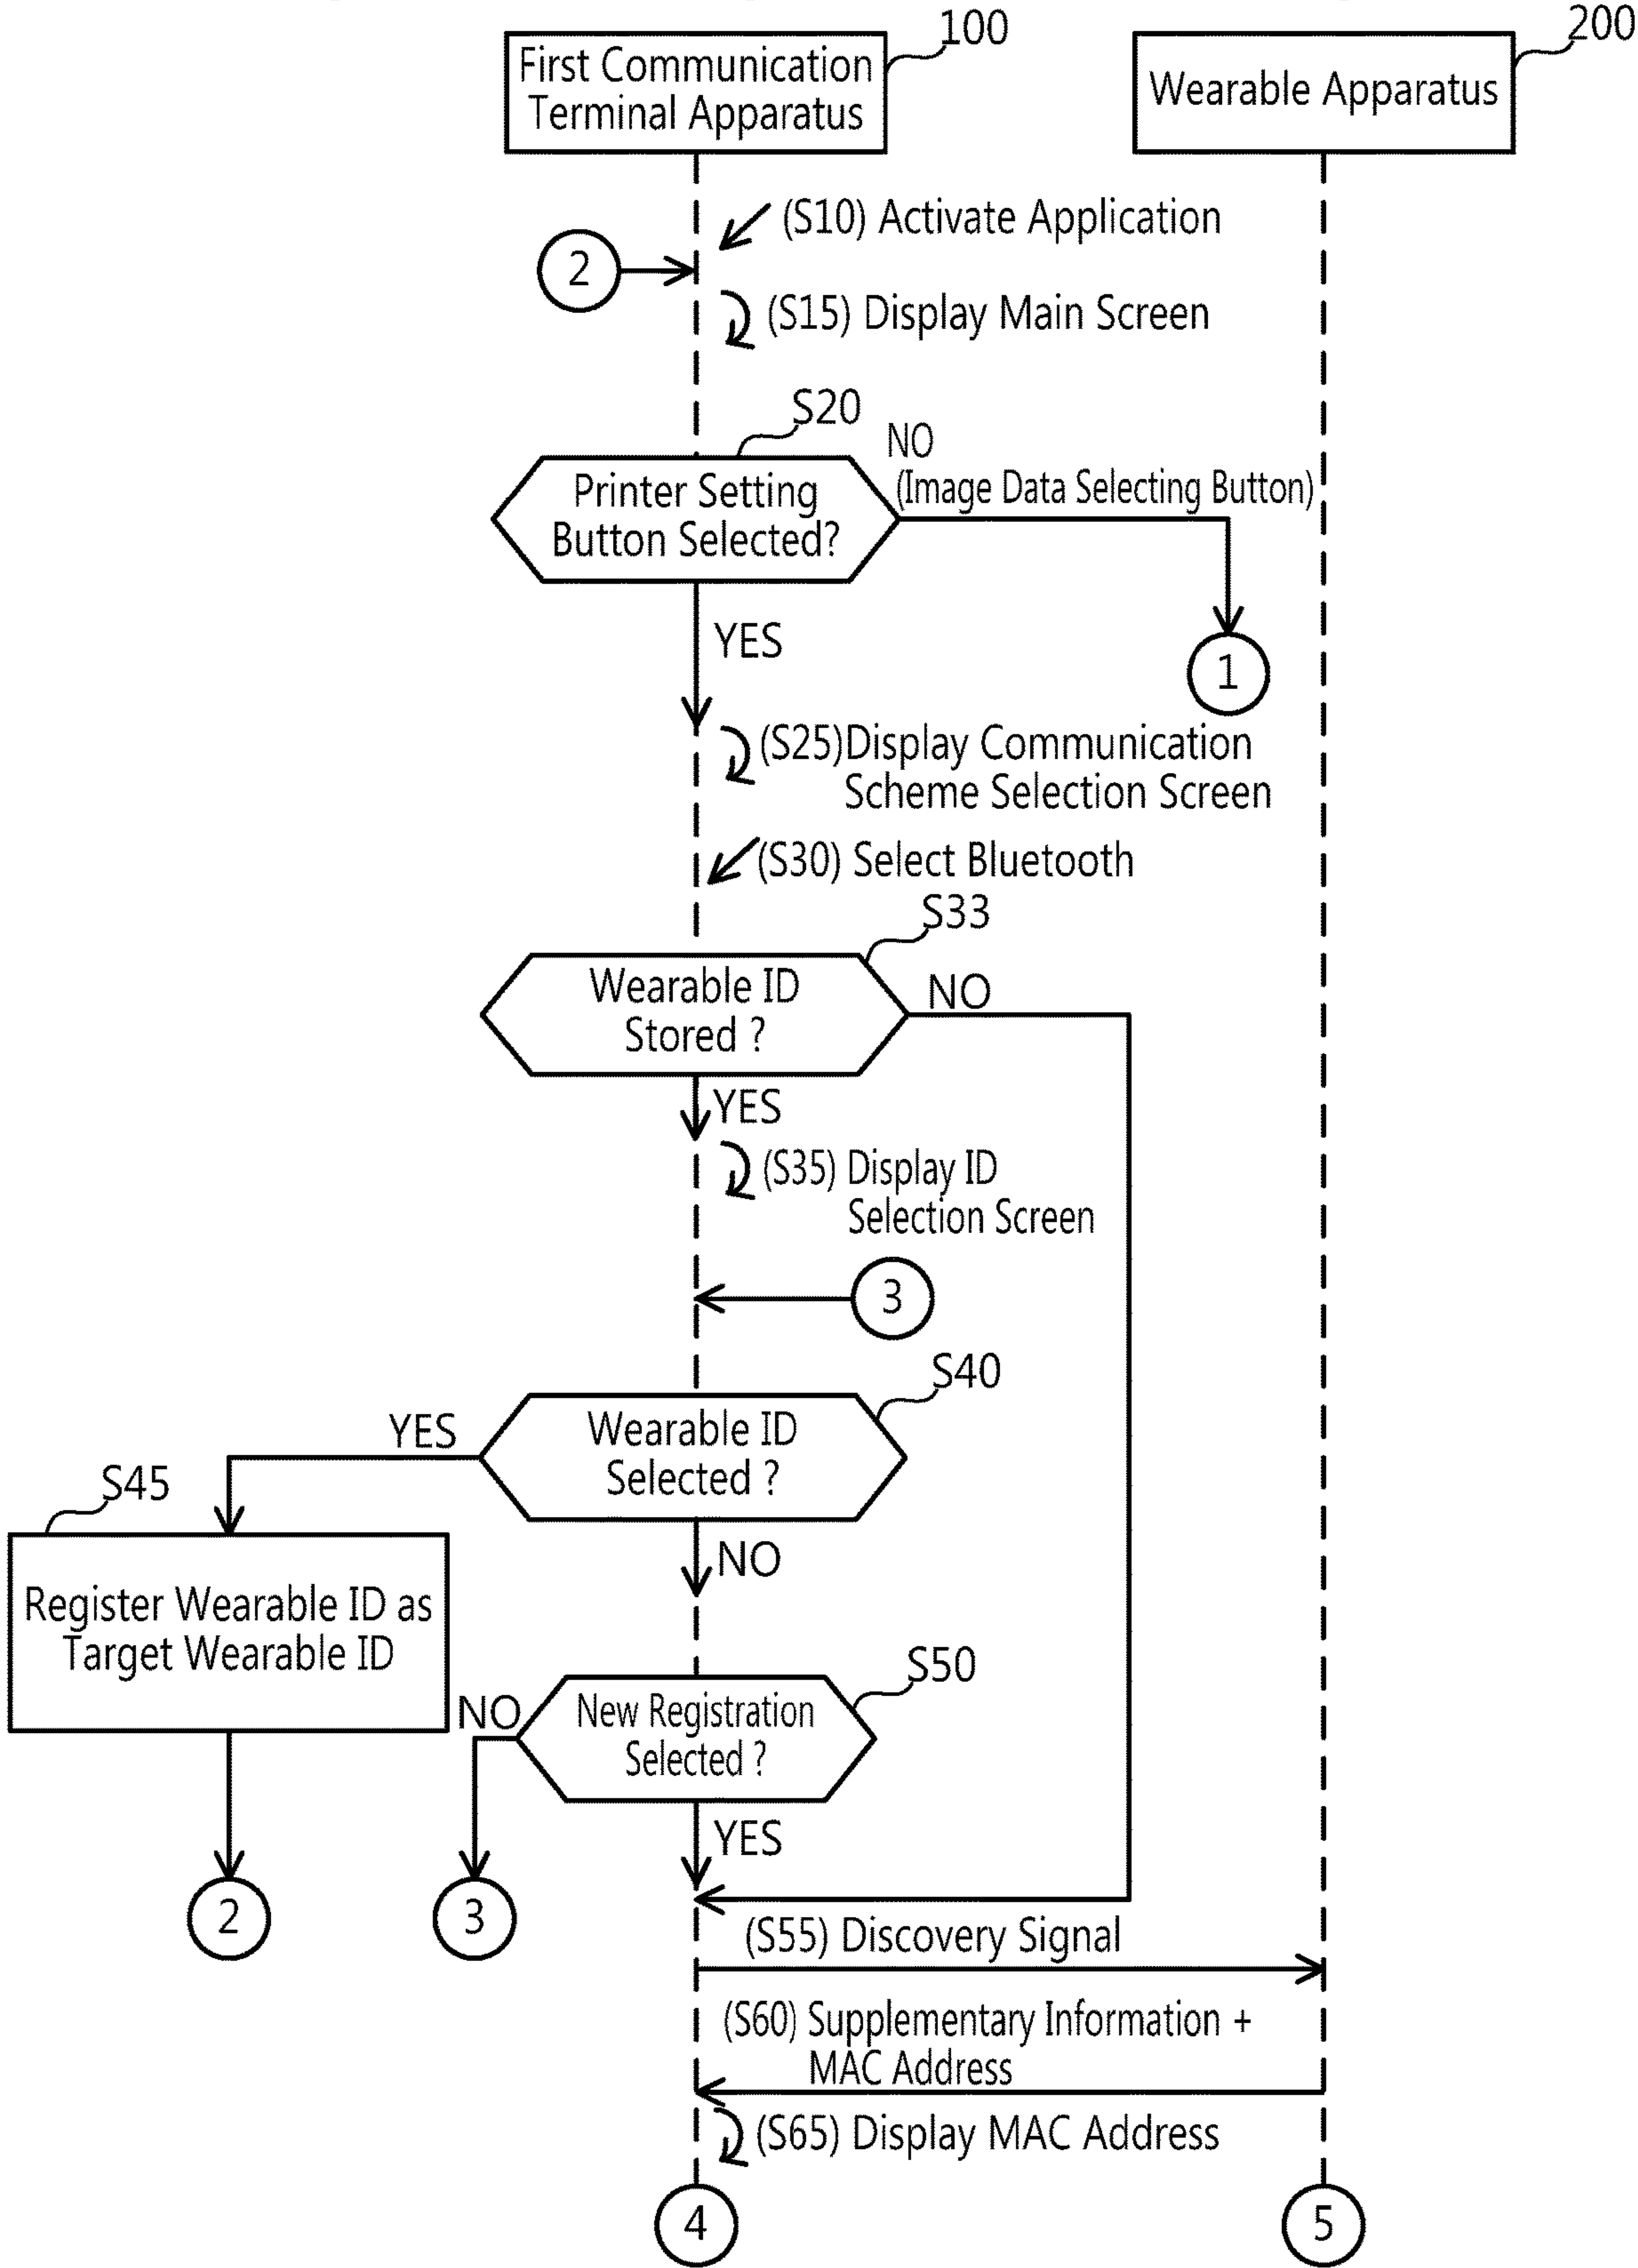 100
200
First Communication
Terminal Apparatus
Wearable Apparatus
(S10) Activate Application
2
(S15) Display Main Screen
S20
NO
(Image Data Selecting Button)
Printer Setting
Button Selected?
YES
1
(S25)Display Communication
Scheme Selection Screen
(S30) Select Bluetooth
S33
Wearable ID
Stored ?
NO
YES
(S35) Display ID
Selection Screen
3
S40
YES
Wearable ID
Selected ?
S45
NO
Register Wearable ID as
Target Wearable ID
S50
NO
New Registration
Selected ?
YES
2
3
(S55) Discovery Signal
(S60) Supplementary Information +
MAC Address
(S65) Display MAC Address
4
5